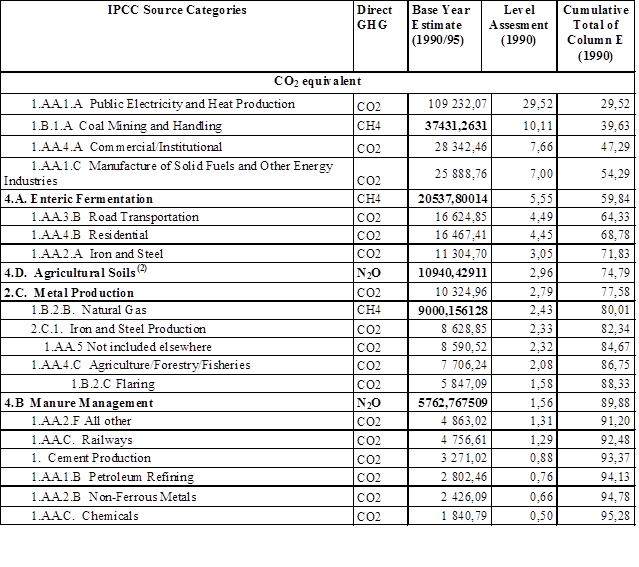 IPCC Source Categories Direct GHG Base Year Estimate (1990/95) Level Assesment (1990) Cumulative Total of Column E (1990)
CO2 equivalent
1.AA.1.A Public Electricity and Heat Production CO2 109 232,07 29,52 29,52
1.B.1.A Coal Mining and Handling CH4 37431,2631 10,11 39,63
1.AA.4.A Commercial/Institutional CO2 28 342,46 7,66 47,29
1.AA.1.C Manufacture of Solid Fuels and Other Energy
Industries CO2 25 888,76 7,00 54,29
4.A. Enteric Fermentation CH4 20537,80014 5,55 59,84
1.AA.3.B Road Transportation CO2 16 624,85 4,49 64,33
1.AA.4.B Residential CO2 16 467,41 4,45 68,78
1.AA.2.A Iron and Steel CO2 11 304,70 3,05 71,83
4.D. Agricultural Soils(2) N2O 10940,42911 2,96 74,79
2.C. Metal Production CO2 10 324,96 2,79 77,58
1.B.2.B. Natural Gas CH4 9000,156128 2,43 80,01
2.C.1. Iron and Steel Production CO2 8 628,85 2,33 82,34
1.AA.5 Not included elsewhere CO2 8 590,52 2,32 84,67
1.AA.4.C Agriculture/Forestry/Fisheries CO2 7 706,24 2,08 86,75
1.B.2.C Flaring CO2 5 847,09 1,58 88,33
4.B Manure Management N2O 5762,767509 1,56 89,88
1.AA.2.F All other CO2 4 863,02 1,31 91,20
1.AA.C. Railways CO2 4 756,61 1,29 92,48
1. Cement Production CO2 3 271,02 0,88 93,37
1.AA.1.B Petroleum Refining CO2 2 802,46 0,76 94,13
1.AA.2.B Non-Ferrous Metals CO2 2 426,09 0,66 94,78
1.AA.C. Chemicals CO2 1 840,79 0,50 95,28